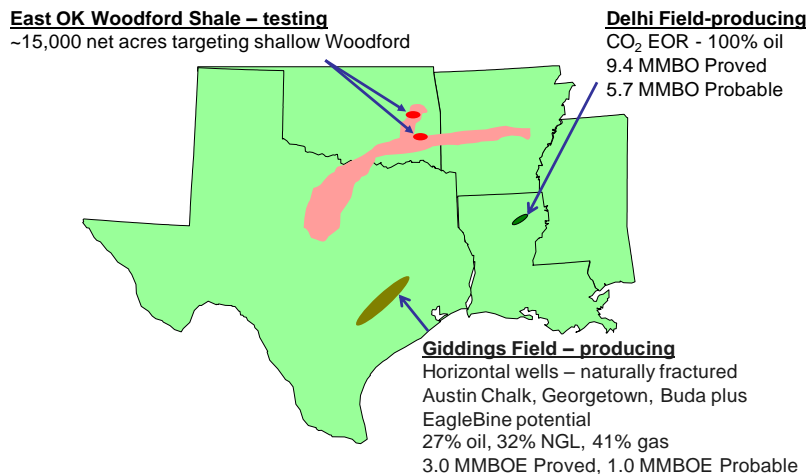 East OK Woodford Shale – testing
~15,000 net acres targeting shallow Woodford
Delhi Field-producing
CO₂ EOR - 100% oil
9.4 MMBO Proved
5.7 MMBO Probable
Giddings Field – producing
Horizontal wells – naturally fractured
Austin Chalk, Georgetown, Buda plus
EagleBine potential
27% oil, 32% NGL, 41% gas
3.0 MMBOE Proved, 1.0 MMBOE Probable